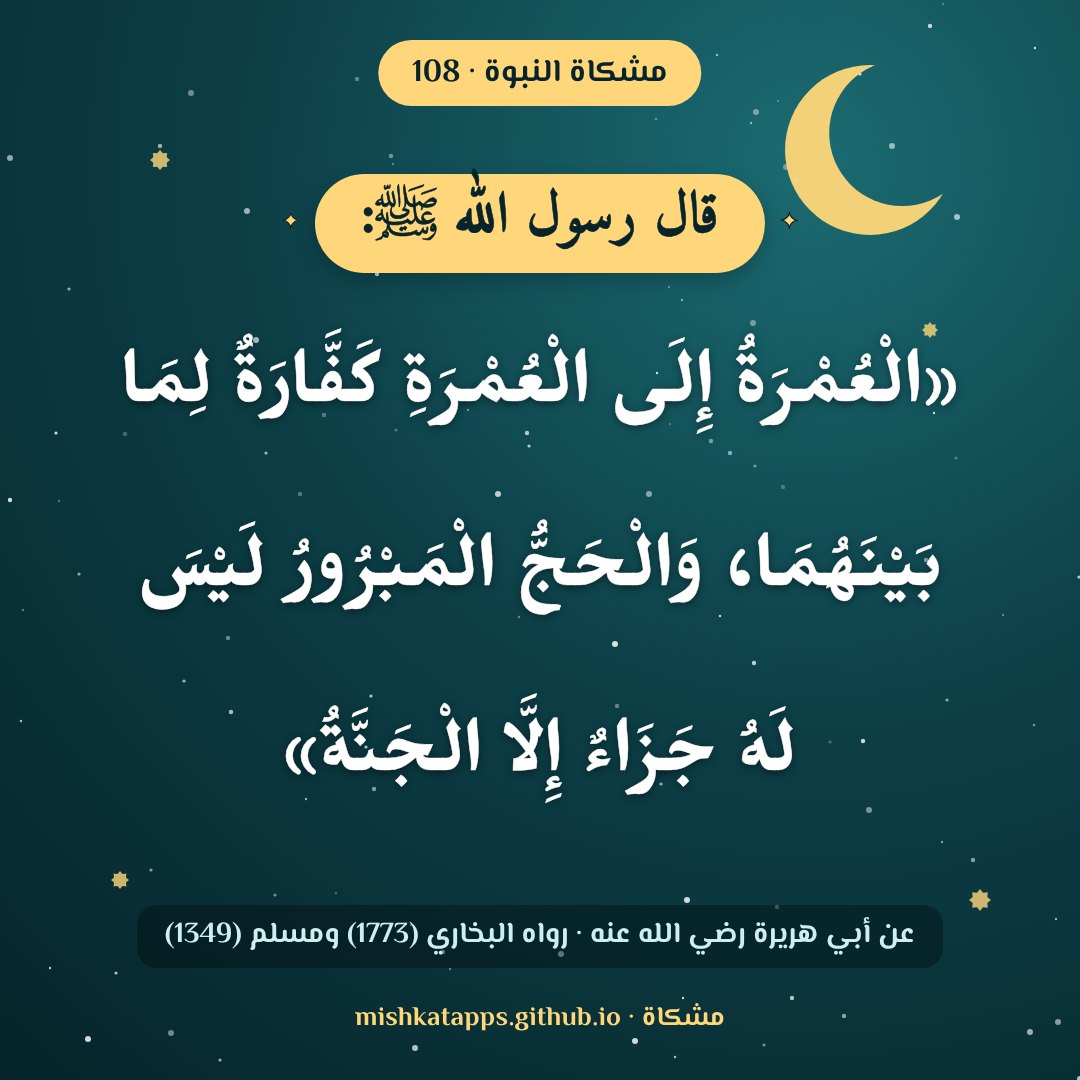 مشكاة النبوة · 108
قال رسول الله ﷺ:
«الْعُمْرَةُ إِلَى الْعُمْرَةِ كَفَّارَةٌ لِمَا
بَيْنَهُمَا، وَالْحَجُّ الْمَبْرُورُ لَيْسَ
لَهُ جَزَاءٌ إِلَّا الْجَنَّةُ»
عن أبي هريرة رضي الله عنه · رواه البخاري (1773) ومسلم (1349)
مشكاة · mishkatapps.github.io